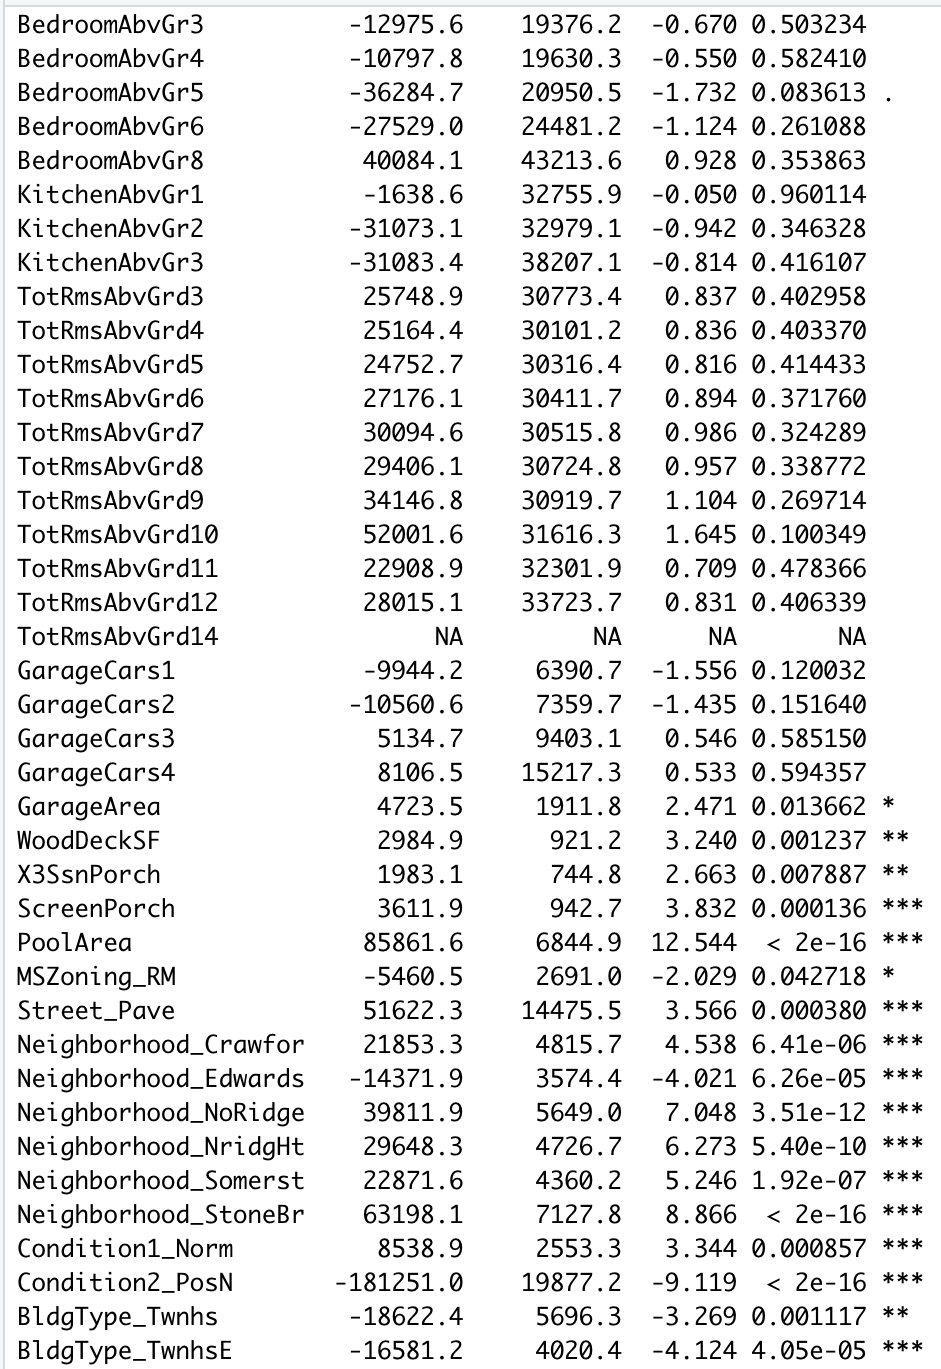 BedroomAbvGr3 -12975.6 19376.2 -0.670 0.503234
BedroomAbvGr4 -10797.8 19630.3 -0.550 0.582410
BedroomAbvGr5 -36284.7 20950.5 -1.732 0.083613 .
BedroomAbvGr6 -27529.0 24481.2 -1.124 0.261088
BedroomAbvGr8 40084.1 43213.6 0.928 0.353863
KitchenAbvGr1 -1638.6 32755.9 -0.050 0.960114
KitchenAbvGr2 -31073.1 32979.1 -0.942 0.346328
KitchenAbvGr3 -31083.4 38207.1 -0.814 0.416107
TotRmsAbvGrd3 25748.9 30773.4 0.837 0.402958
TotRmsAbvGrd4 25164.4 30101.2 0.836 0.403370
TotRmsAbvGrd5 24752.7 30316.4 0.816 0.414433
TotRmsAbvGrd6 27176.1 30411.7 0.894 0.371760
TotRmsAbvGrd7 30094.6 30515.8 0.986 0.324289
TotRmsAbvGrd8 29406.1 30724.8 0.957 0.338772
TotRmsAbvGrd9 34146.8 30919.7 1.104 0.269714
TotRmsAbvGrd10 52001.6 31616.3 1.645 0.100349
TotRmsAbvGrd11 22908.9 32301.9 0.709 0.478366
TotRmsAbvGrd12 28015.1 33723.7 0.831 0.406339
TotRmsAbvGrd14 NA NA NA NA
GarageCars1 -9944.2 6390.7 -1.556 0.120032
GarageCars2 -10560.6 7359.7 -1.435 0.151640
GarageCars3 5134.7 9403.1 0.546 0.585150
GarageCars4 8106.5 15217.3 0.533 0.594357
GarageArea 4723.5 1911.8 2.471 0.013662 *
WoodDeckSF 2984.9 921.2 3.240 0.001237 **
X3SsnPorch 1983.1 744.8 2.663 0.007887 **
ScreenPorch 3611.9 942.7 3.832 0.000136 ***
PoolArea 85861.6 6844.9 12.544 < 2e-16 ***
MSZoning_RM -5460.5 2691.0 -2.029 0.042718 *
Street_Pave 51622.3 14475.5 3.566 0.000380 ***
Neighborhood_Crawfor 21853.3 4815.7 4.538 6.41e-06 ***
Neighborhood_Edwards -14371.9 3574.4 -4.021 6.26e-05 ***
Neighborhood_NoRidge 39811.9 5649.0 7.048 3.51e-12 ***
Neighborhood_NridgHt 29648.3 4726.7 6.273 5.40e-10 ***
Neighborhood_Somerst 22871.6 4360.2 5.246 1.92e-07 ***
Neighborhood_StoneBr 63198.1 7127.8 8.866 < 2e-16 ***
Condition1_Norm 8538.9 2553.3 3.344 0.000857 ***
Condition2_PosN -181251.0 19877.2 -9.119 < 2e-16 ***
BldgType_Twnhs -18622.4 5696.3 -3.269 0.001117 **
BldgType_TwnhsE -16581.2 4020.4 -4.124 4.05e-05 ***